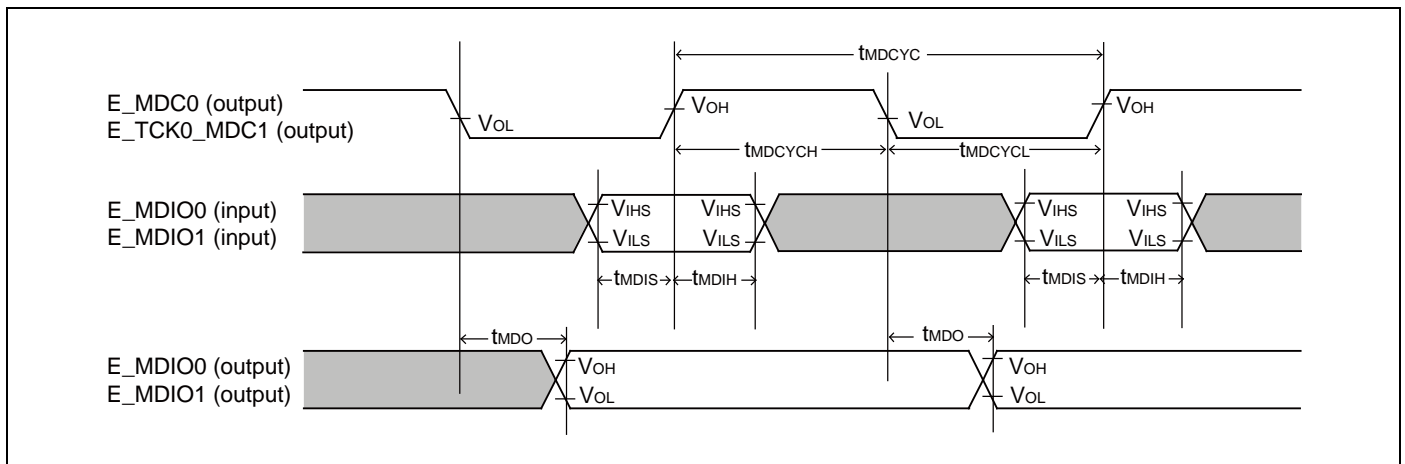 tMDCYC
E_MDC0 (output)
E_TCK0_MDC1 (output)
VOL
VOH
VOL
VOH
tMDCYCH
tMDCYCL
E_MDIO0 (input)
E_MDIO1 (input)
VIHS
VIHS
VIHS
VIHS
VILS
VILS
VILS
VILS
tMDIS
tMDIH
tMDIS
tMDIH
tMDO
tMDO
E_MDIO0 (output)
E_MDIO1 (output)
VOH
VOH
VOL
VOL